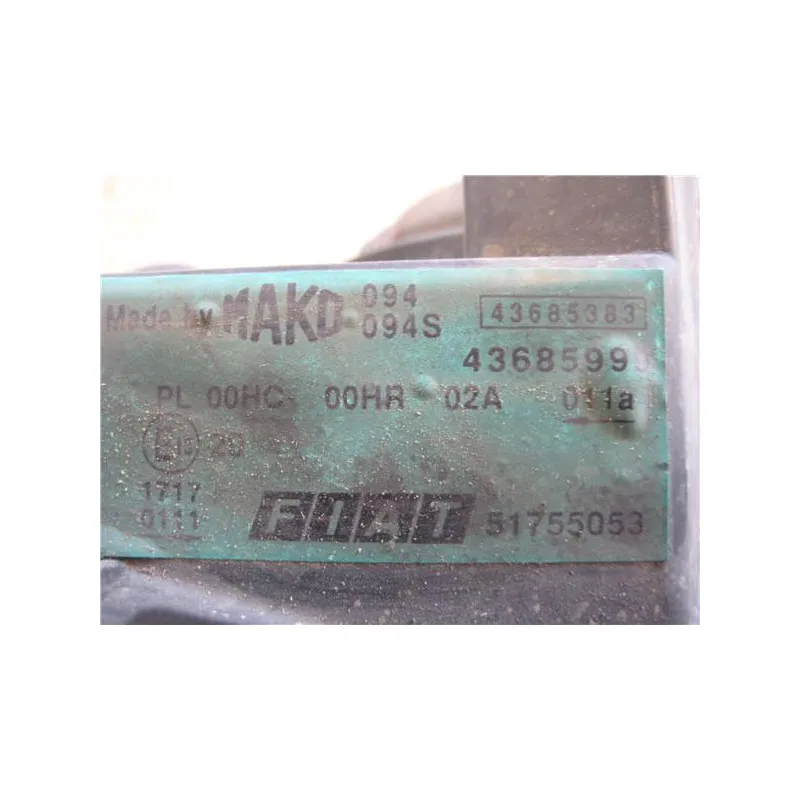 Made by MAKO 094 43685383
094S
4368599
PL 00HC 00HR 02A 011a
20
1717
0111 FIAT 51755053